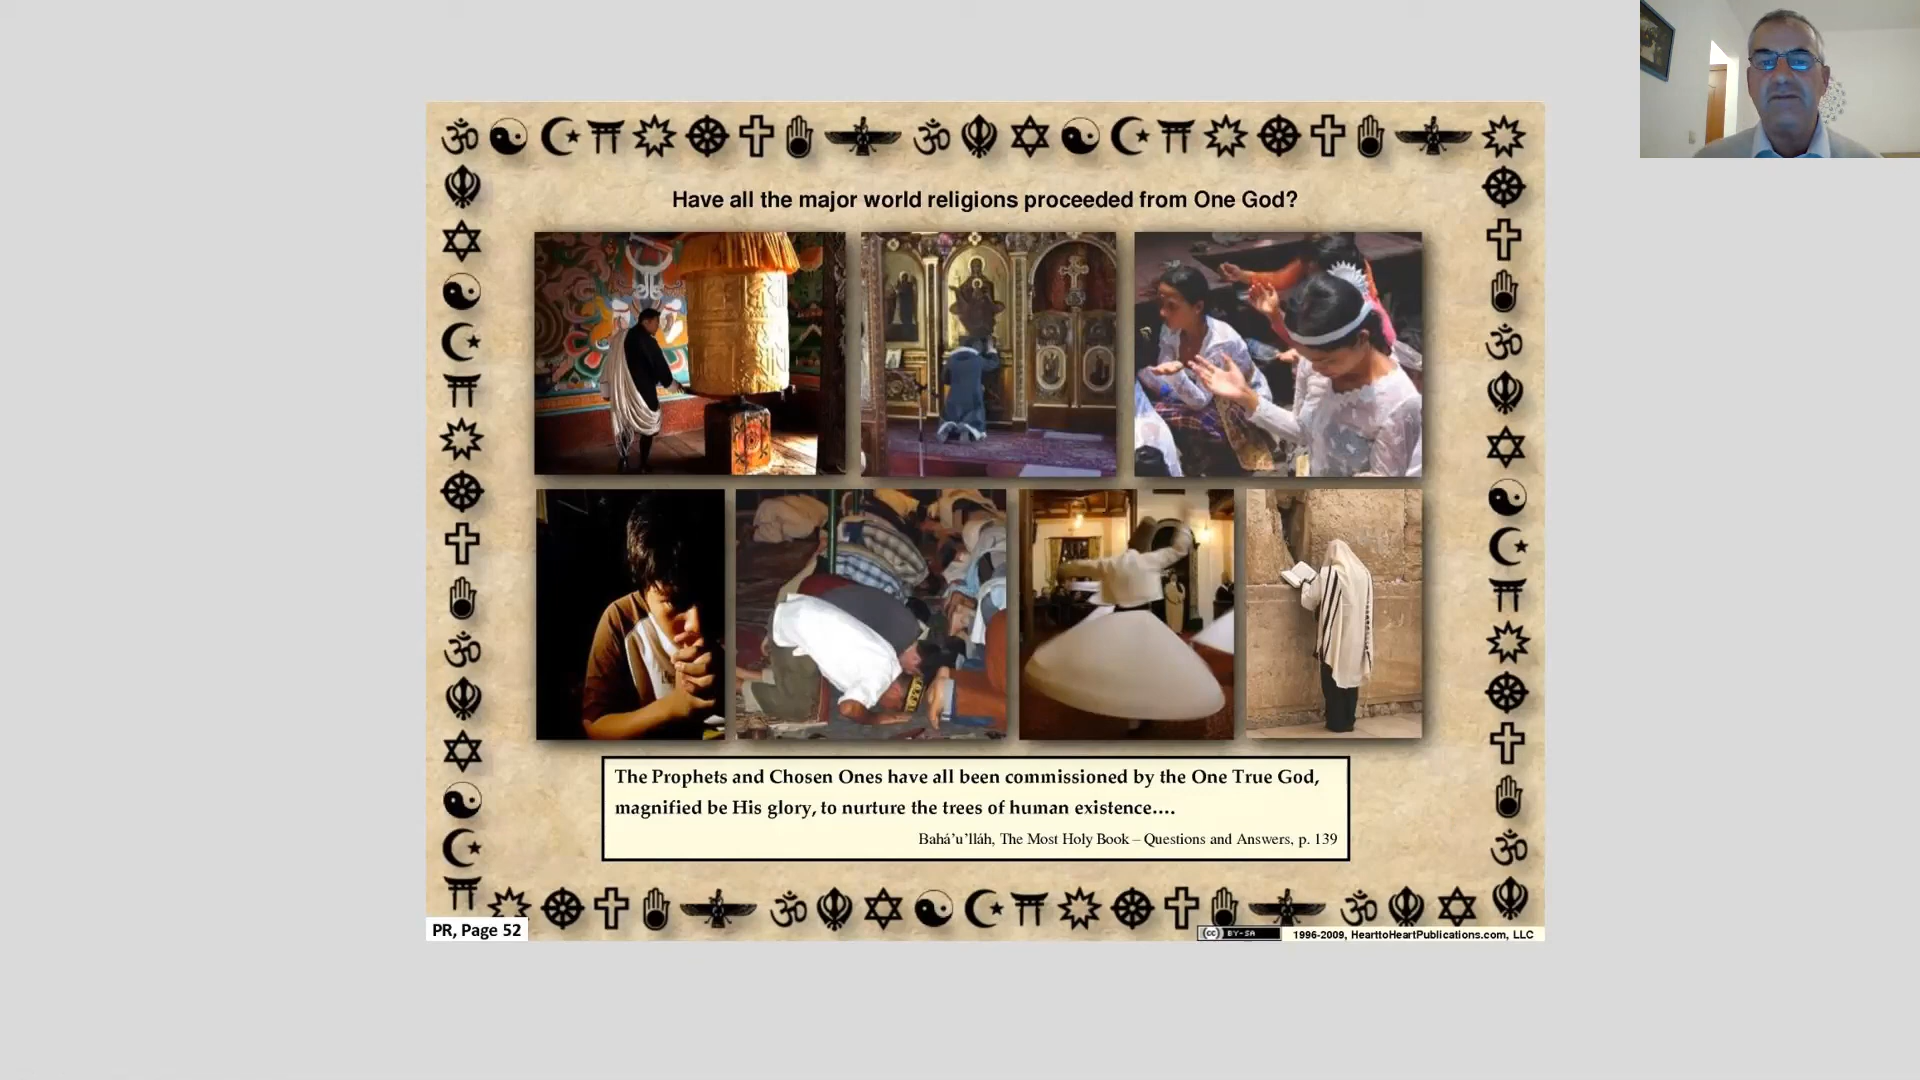 Have all the major world religions proceeded from One God?
The Prophets and Chosen Ones have all been commissioned by the One True God,
magnified be His glory, to nurture the trees of human existence….
Bahá’u’lláh, The Most Holy Book – Questions and Answers, p. 139
PR, Page 52
cc BY-SA
1996-2009, HearttoHeartPublications.com, LLC